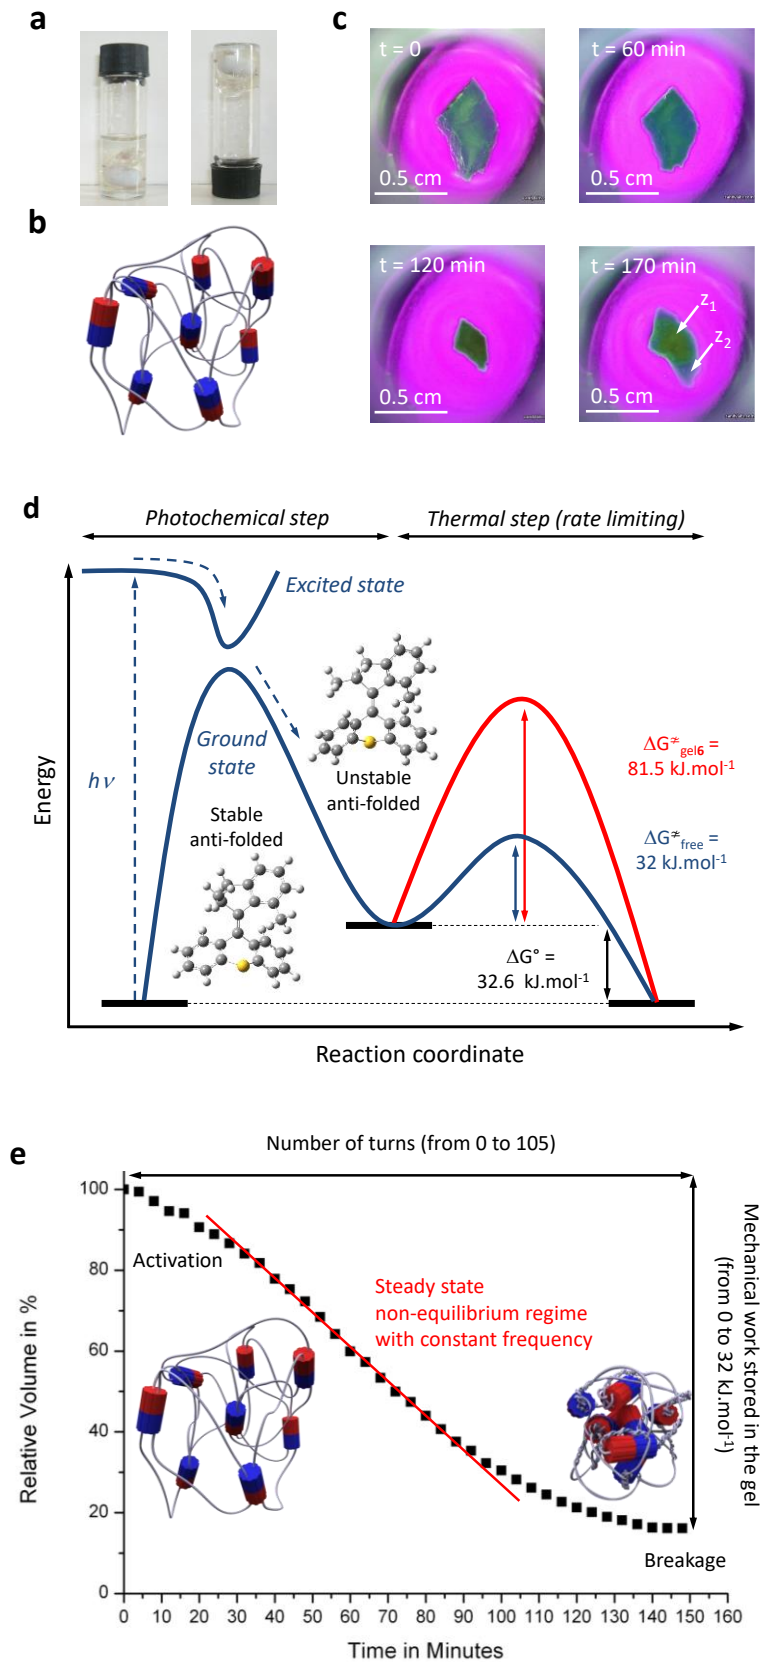 a
c
t = 0
0.5 cm
t = 60 min
0.5 cm
b
t = 120 min
0.5 cm
t = 170 min
z₁
z₂
0.5 cm
d
Photochemical step
Thermal step (rate limiting)
Energy
hν
Excited state
Ground
state
Unstable
anti-folded
Stable
anti-folded
ΔG≠gel6 =
81.5 kJ.mol-1
ΔG≠free =
32 kJ.mol-1
ΔG° =
32.6 kJ.mol-1
Reaction coordinate
e
Number of turns (from 0 to 105)
Relative Volume in %
100
80
60
40
20
0
Activation
Steady state
non-equilibrium regime
with constant frequency
Breakage
Mechanical work stored in the gel
(from 0 to 32 kJ.mol-1)
0 10 20 30 40 50 60 70 80 90 100 110 120 130 140 150 160
Time in Minutes